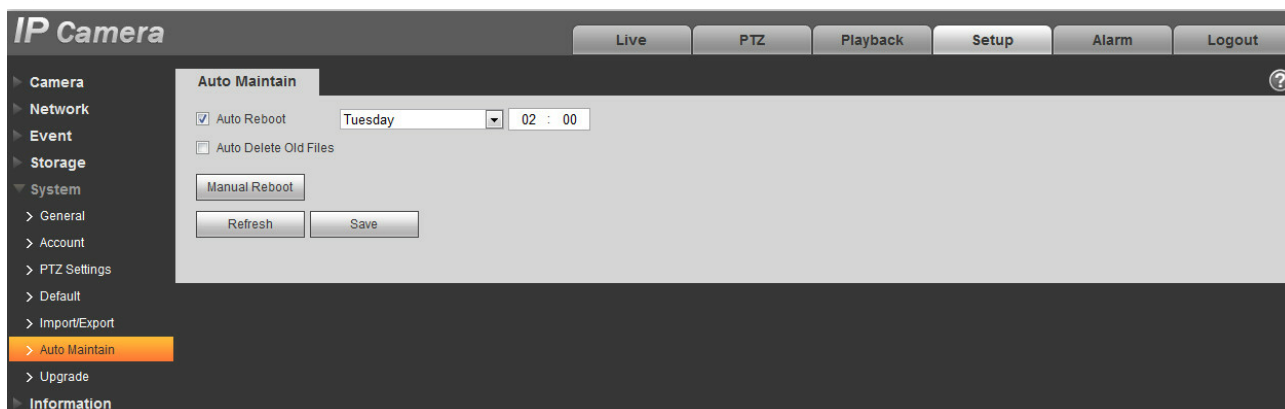 IP Camera
Live PTZ Playback Setup Alarm Logout
Camera
Network
Event
Storage
System
General
Account
PTZ Settings
Default
Import/Export
Auto Maintain
Upgrade
Information
Auto Maintain
?
Auto Reboot Tuesday 02 : 00
Auto Delete Old Files
Manual Reboot
Refresh Save